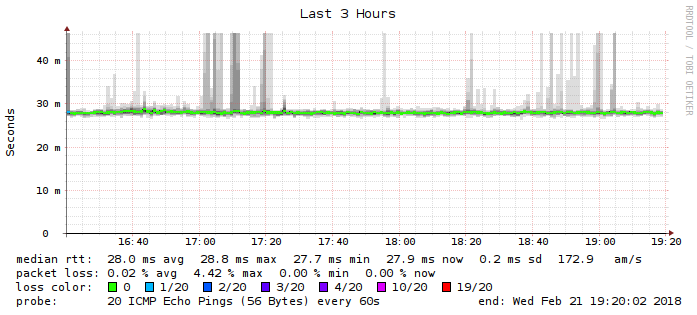 Last 3 Hours
RRDTOOL / TOBI OETIKER
Seconds
40 m
30 m
20 m
10 m
0
16:40 17:00 17:20 17:40 18:00 18:20 18:40 19:00 19:20
median rtt: 28.0 ms avg 28.8 ms max 27.7 ms min 27.9 ms now 0.2 ms sd 172.9 am/s
packet loss: 0.02 % avg 4.42 % max 0.00 % min 0.00 % now
loss color: 0 1/20 2/20 3/20 4/20 10/20 19/20
probe: 20 ICMP Echo Pings (56 Bytes) every 60s end: Wed Feb 21 19:20:02 2018